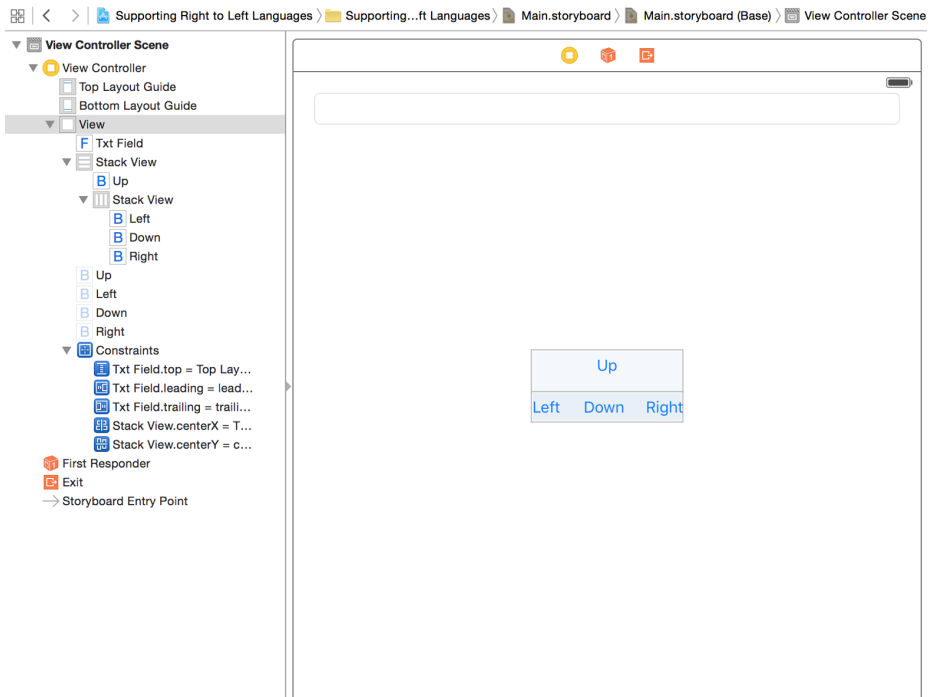 Supporting Right to Left Languages Supporting...ft Languages Main.storyboard Main.storyboard (Base) View Controller Scene
View Controller Scene
View Controller
Top Layout Guide
Bottom Layout Guide
View
F Txt Field
Stack View
B Up
Stack View
B Left
B Down
B Right
B Up
B Left
B Down
B Right
Constraints
Txt Field.top = Top Lay...
Txt Field.leading = lead...
Txt Field.trailing = traili...
Stack View.centerX = T...
Stack View.centerY = c...
First Responder
Exit
Storyboard Entry Point
Up
Left Down Right